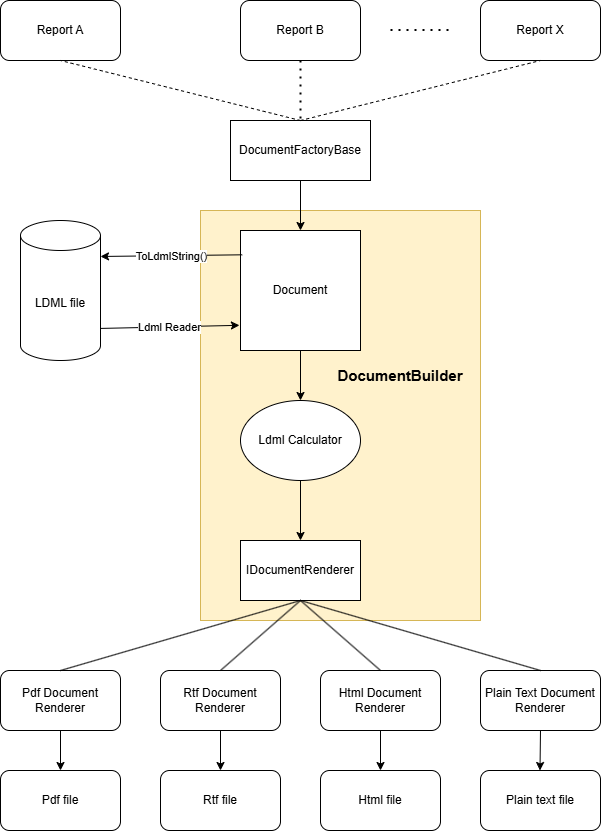 Report A
Report B
Report X
DocumentFactoryBase
ToLdmlString()
Document
LDML file
Ldml Reader
DocumentBuilder
Ldml Calculator
IDocumentRenderer
Pdf Document
Renderer
Rtf Document
Renderer
Html Document
Renderer
Plain Text Document
Renderer
Pdf file
Rtf file
Html file
Plain text file